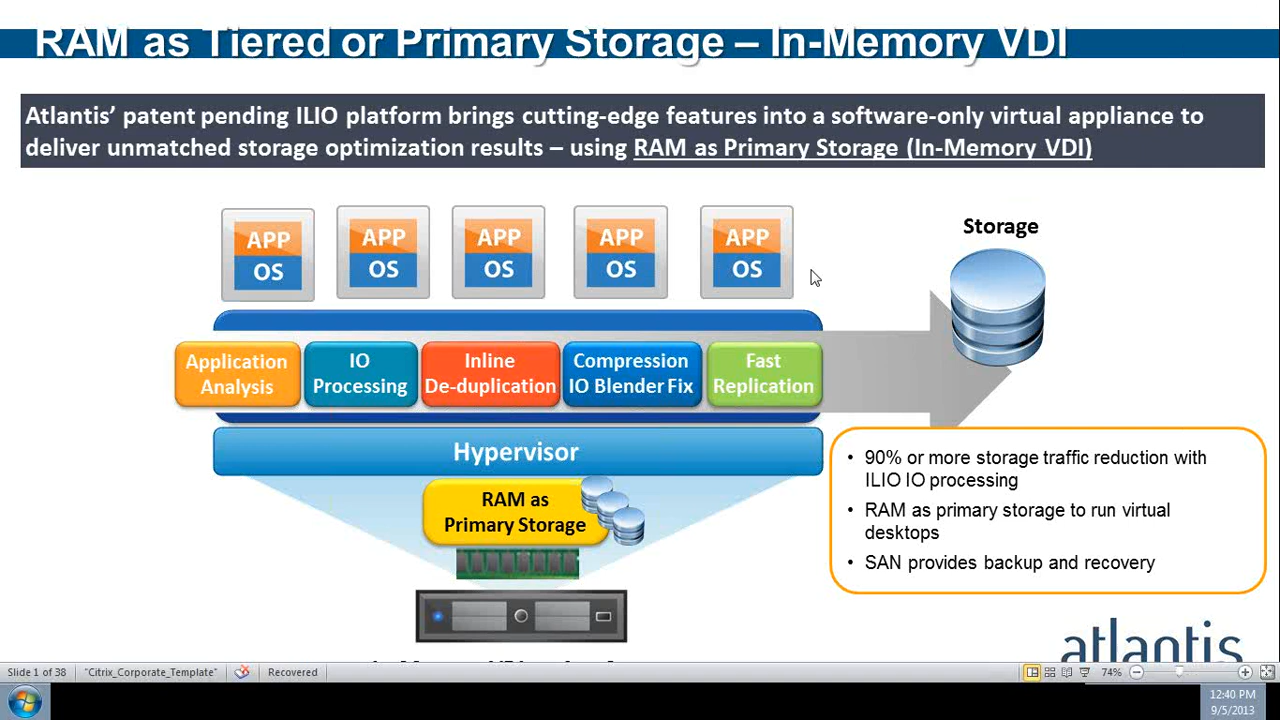 RAM as Tiered or Primary Storage – In-Memory VDI
Atlantis’ patent pending ILIO platform brings cutting-edge features into a software-only virtual appliance to
deliver unmatched storage optimization results – using RAM as Primary Storage (In-Memory VDI)
Storage
APP APP APP APP APP
OS OS OS OS OS
Application
Analysis
IO
Processing
Inline
De-duplication
Compression
IO Blender Fix
Fast
Replication
Hypervisor
RAM as
Primary Storage
• 90% or more storage traffic reduction with
ILIO IO processing
• RAM as primary storage to run virtual
desktops
• SAN provides backup and recovery
atlantis
Slide 1 of 38
"Citrix_Corporate_Template"
Recovered
74%
12:40 PM
9/5/2013